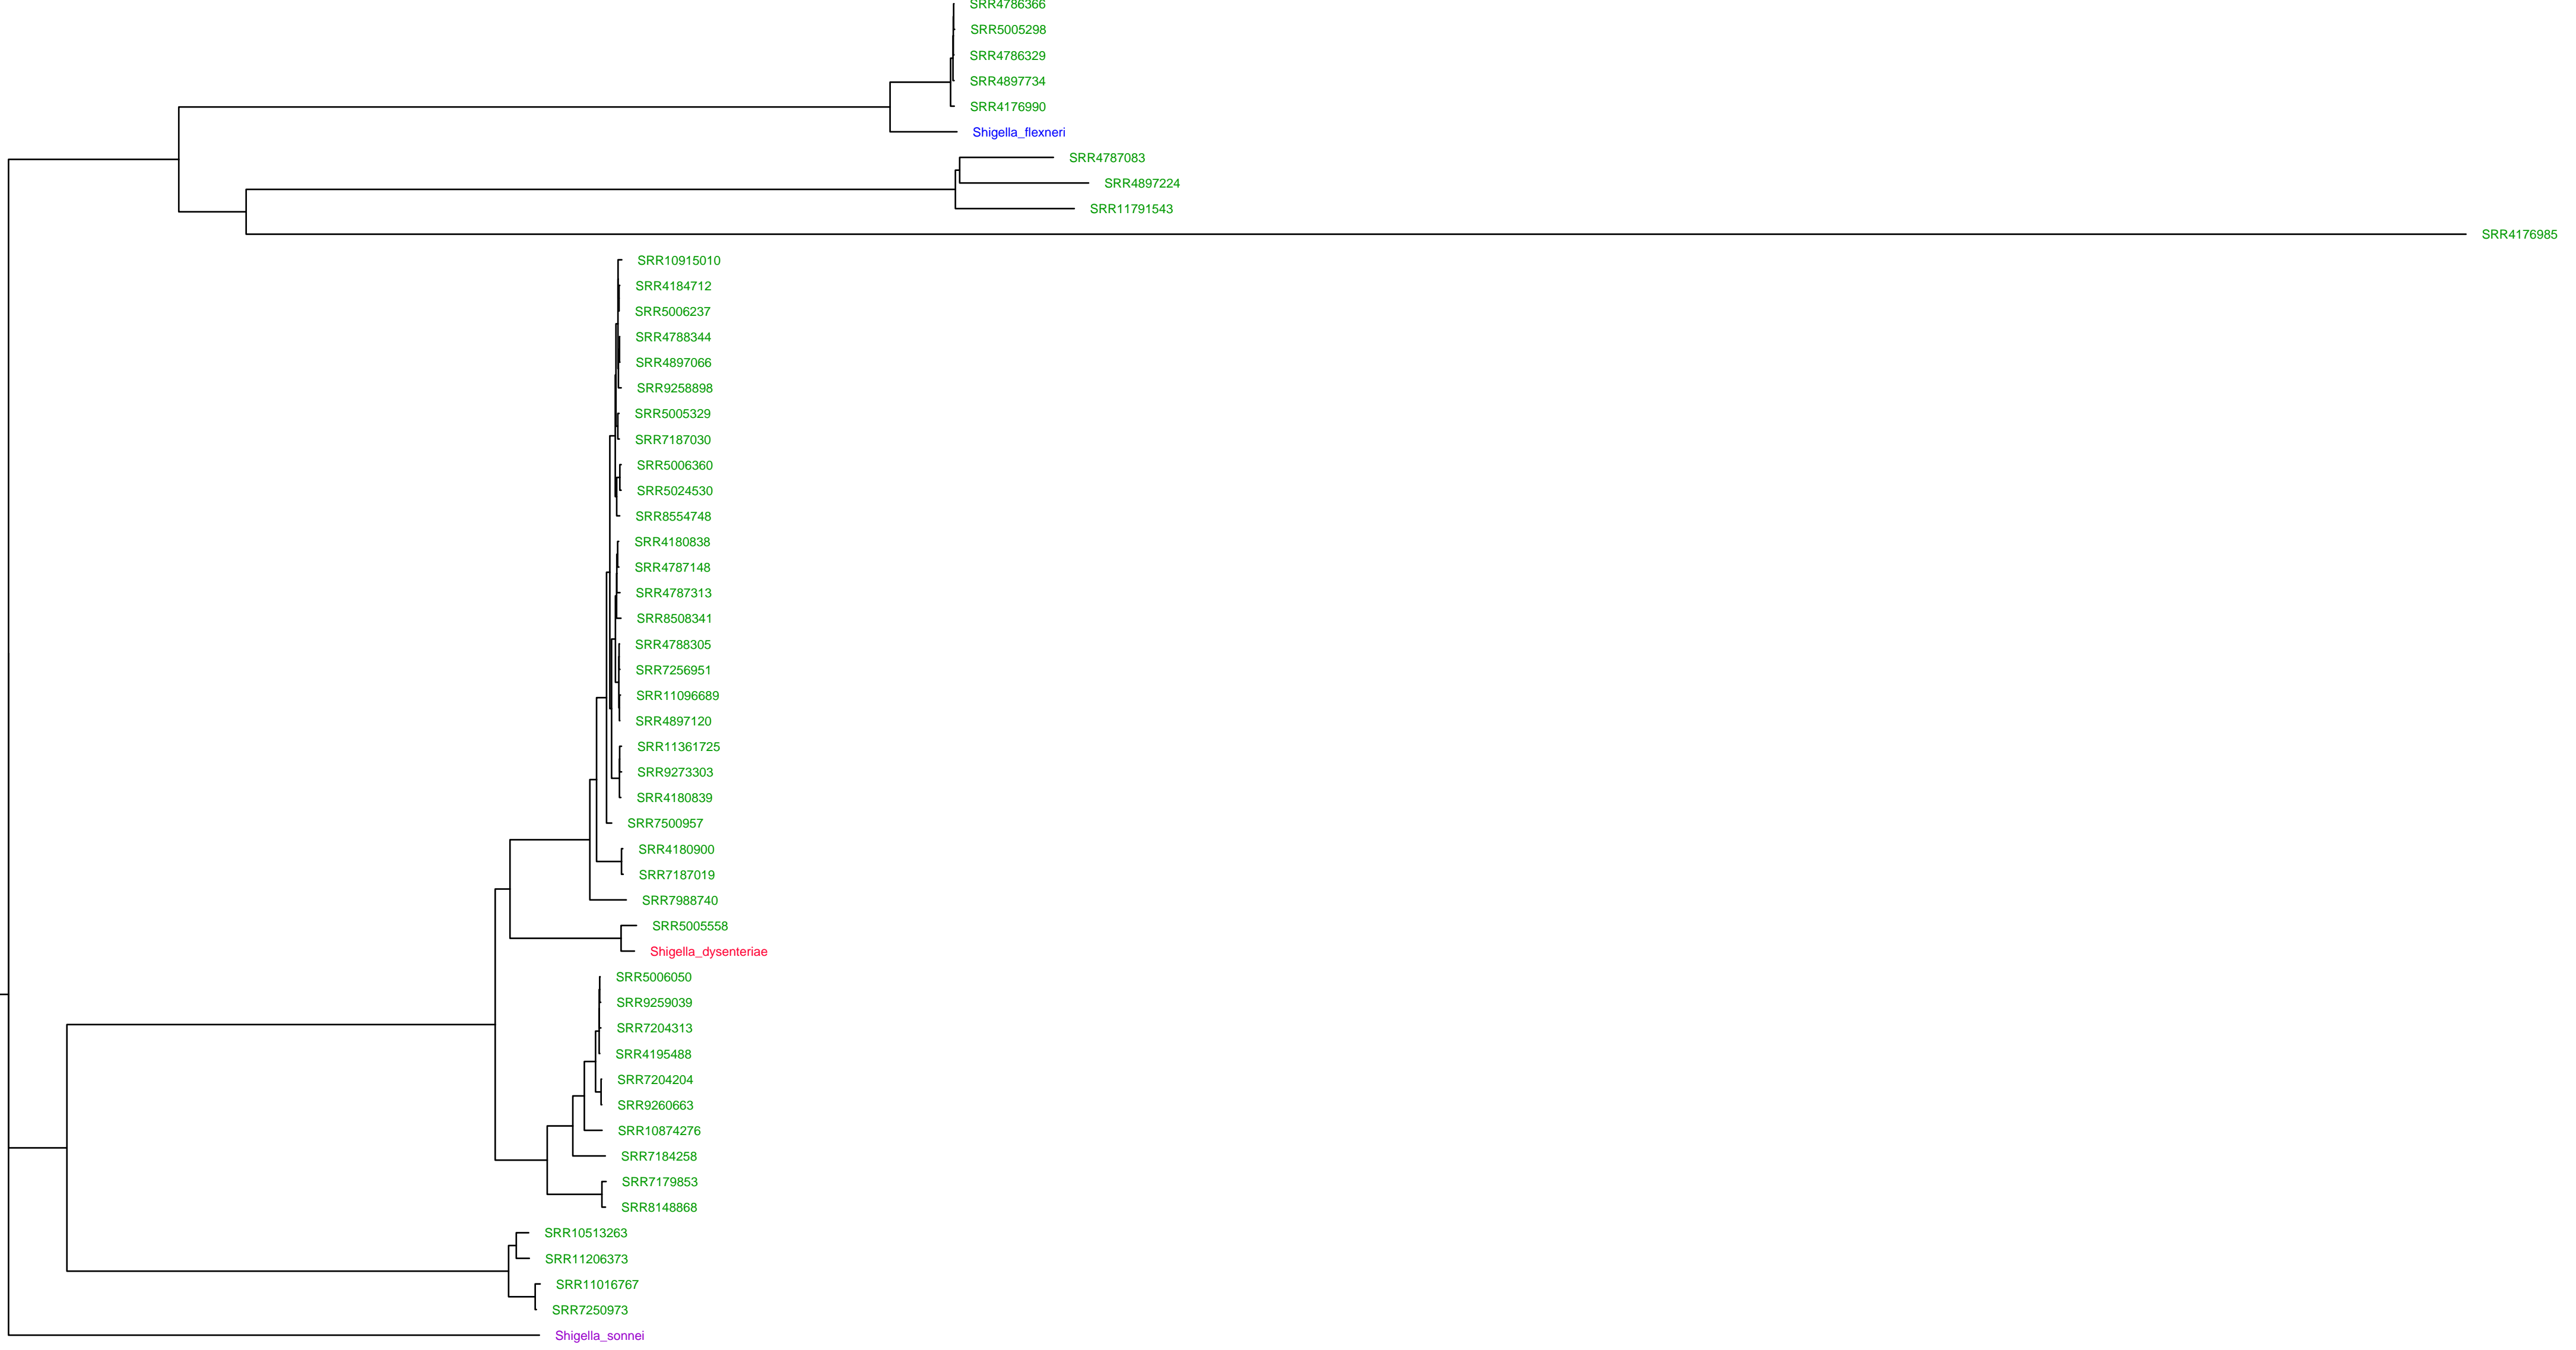 SRR4786366
SRR5005298
SRR4786329
SRR4897734
SRR4176990
Shigella_flexneri
SRR4787083
SRR4897224
SRR11791543
SRR4176985
SRR10915010
SRR4184712
SRR5006237
SRR4788344
SRR4897066
SRR9258898
SRR5005329
SRR7187030
SRR5006360
SRR5024530
SRR8554748
SRR4180838
SRR4787148
SRR4787313
SRR8508341
SRR4788305
SRR7256951
SRR11096689
SRR4897120
SRR11361725
SRR9273303
SRR4180839
SRR7500957
SRR4180900
SRR7187019
SRR7988740
SRR5005558
Shigella_dysenteriae
SRR5006050
SRR9259039
SRR7204313
SRR4195488
SRR7204204
SRR9260663
SRR10874276
SRR7184258
SRR7179853
SRR8148868
SRR10513263
SRR11206373
SRR11016767
SRR7250973
Shigella_sonnei